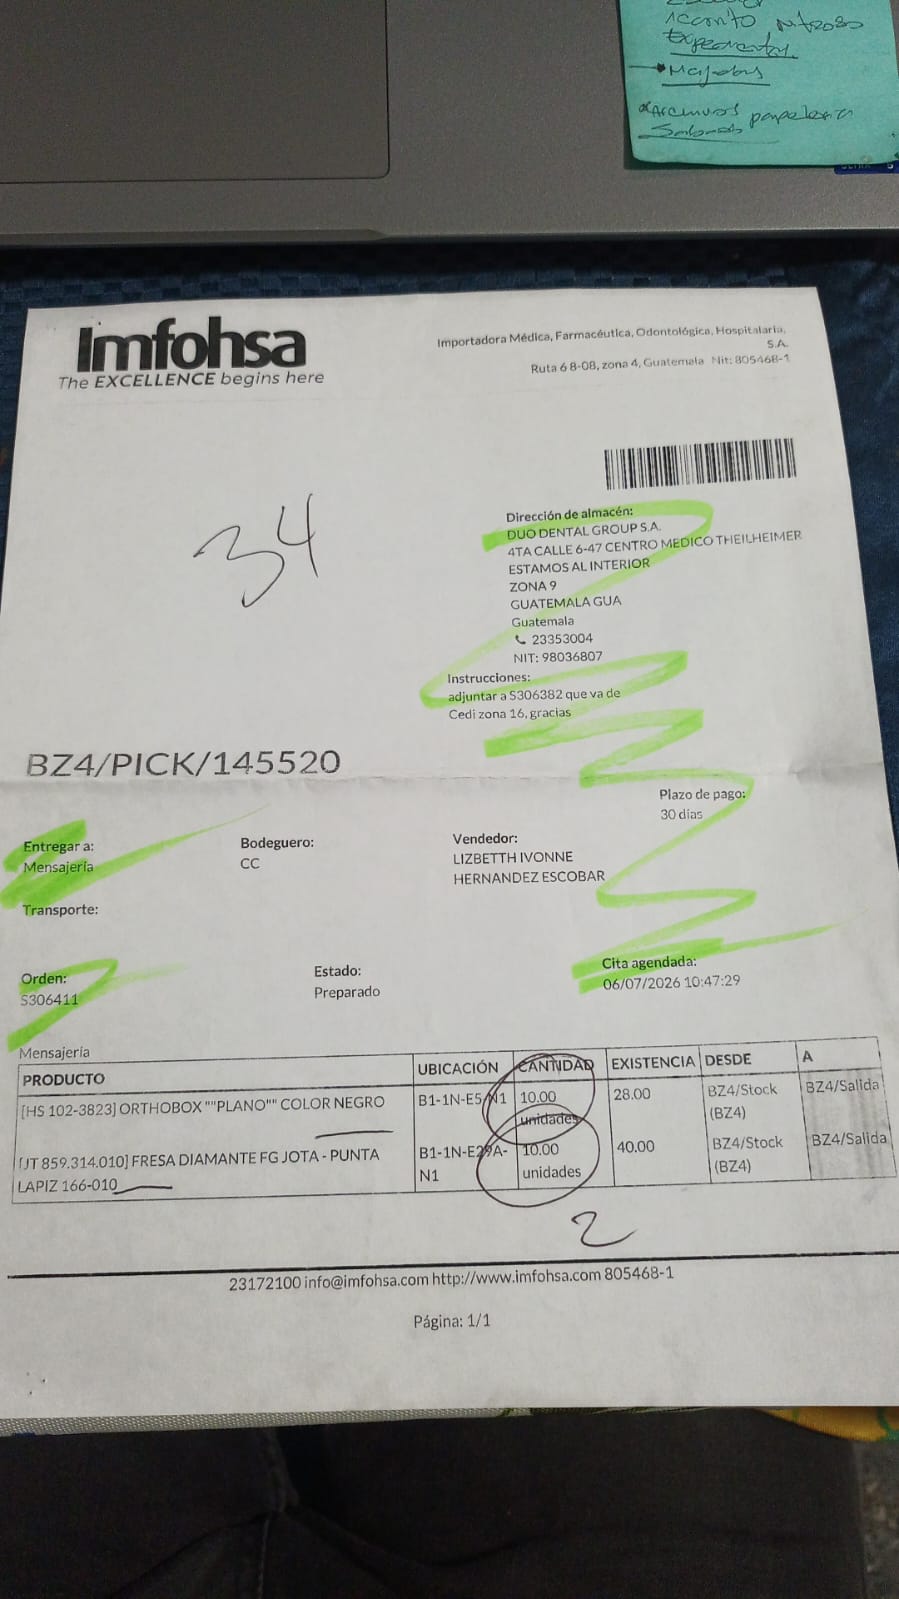 acento nitroso
Expedientes.
papeleria
Imfohsa
The EXCELLENCE begins here
Importadora Médica, Farmacéutica, Odontológica, Hospitalaria,
S.A.
Ruta 6 8-08, zona 4, Guatemala Nit: 805468-1
34
Dirección de almacén:
DUO DENTAL GROUP S.A.
4TA CALLE 6-47 CENTRO MEDICO THEILHEIMER
ESTAMOS AL INTERIOR
ZONA 9
GUATEMALA GUA
Guatemala
23353004
NIT: 98036807
Instrucciones:
adjuntar a S306382 que va de
Cedi zona 16, gracias
BZ4/PICK/145520
Plazo de pago:
30 días
Entregar a:
Mensajería
Bodeguero:
CC
Vendedor:
LIZBETTH IVONNE
HERNANDEZ ESCOBAR
Transporte:
Orden:
S306411
Estado:
Preparado
Cita agendada:
06/07/2026 10:47:29
Mensajería
PRODUCTO UBICACIÓN CANTIDAD EXISTENCIA DESDE A
[HS 102-3823] ORTHOBOX ""PLANO"" COLOR NEGRO B1-1N-E5-N1 10.00 28.00 BZ4/Stock BZ4/Salida
unidades (BZ4)
[JT 859.314.010] FRESA DIAMANTE FG JOTA - PUNTA B1-1N-E29A- 10.00 40.00 BZ4/Stock BZ4/Salida
LAPIZ 166-010 N1 unidades (BZ4)
2
23172100 info@imfohsa.com http://www.imfohsa.com 805468-1
Página: 1/1